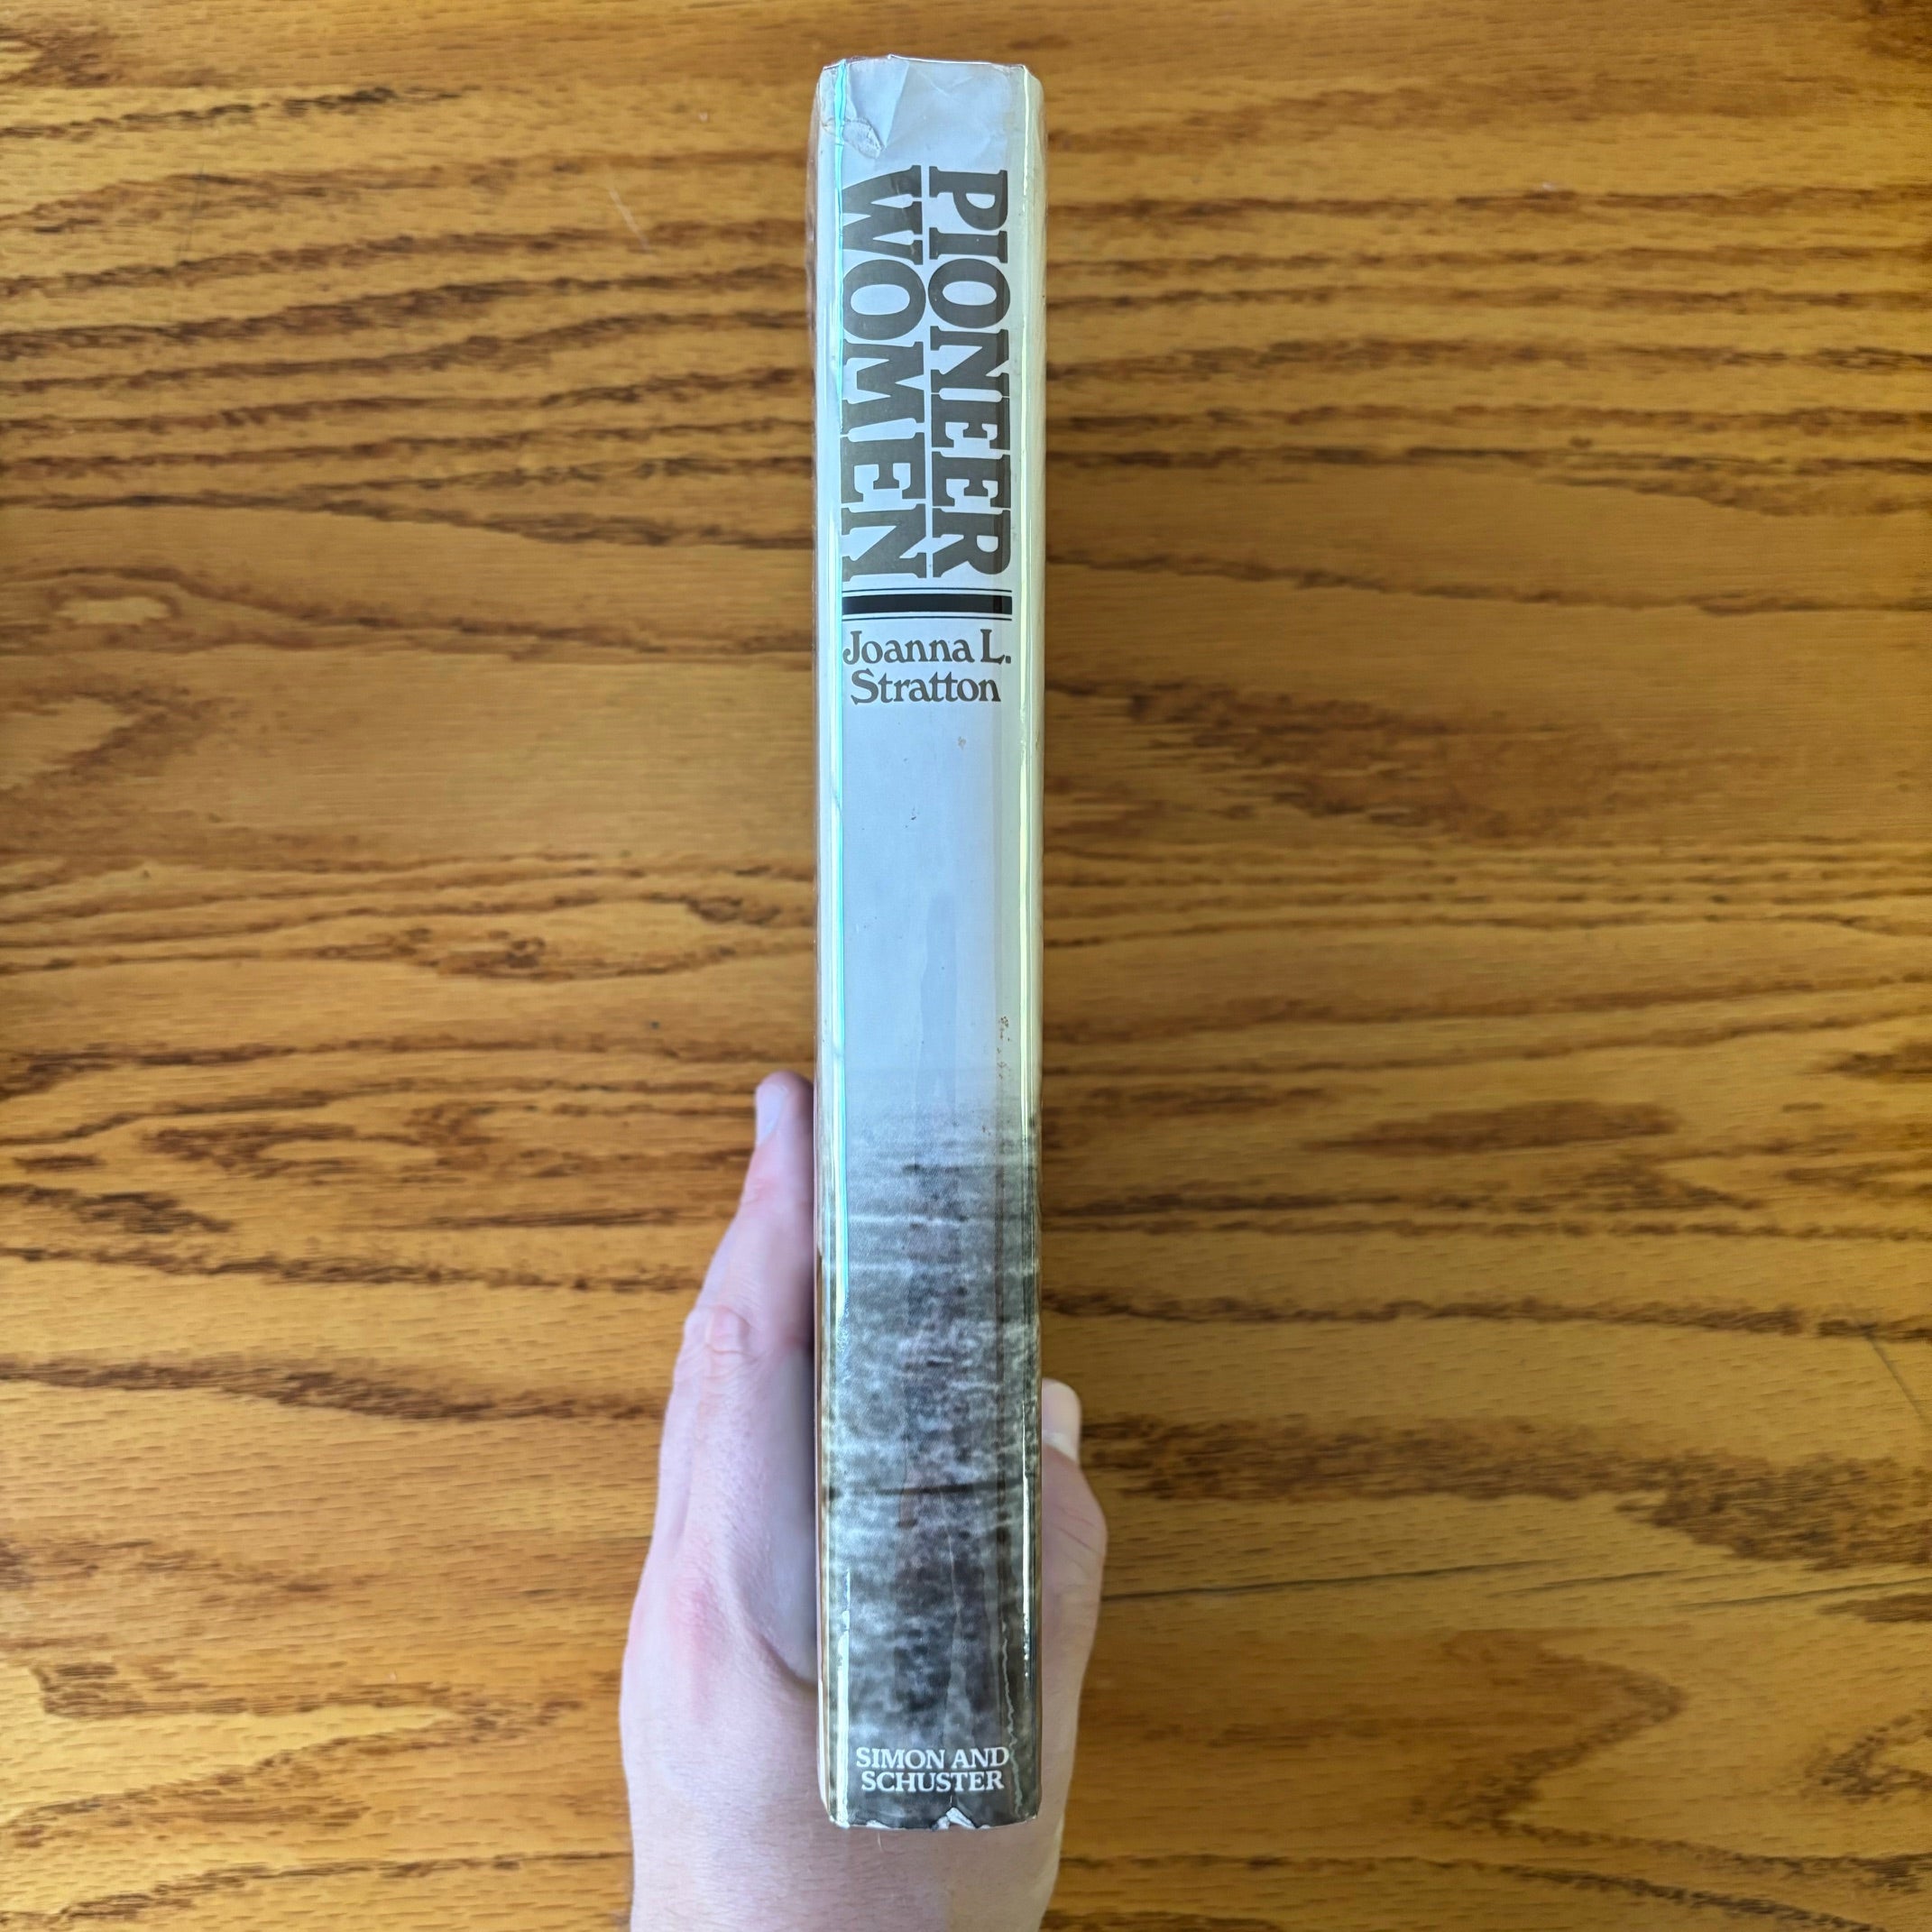 PIONEER
WOMEN
Joanna L.
Stratton
SIMON AND
SCHUSTER